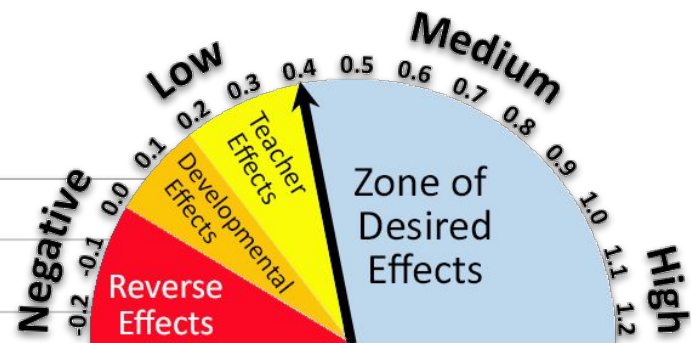 Negative
Low
Medium
High
-0.2
-0.1
0.0
0.1
0.2
0.3
0.4
0.5
0.6
0.7
0.8
0.9
1.0
1.1
1.2
Reverse
Effects
Developmental
Effects
Teacher
Effects
Zone of
Desired
Effects